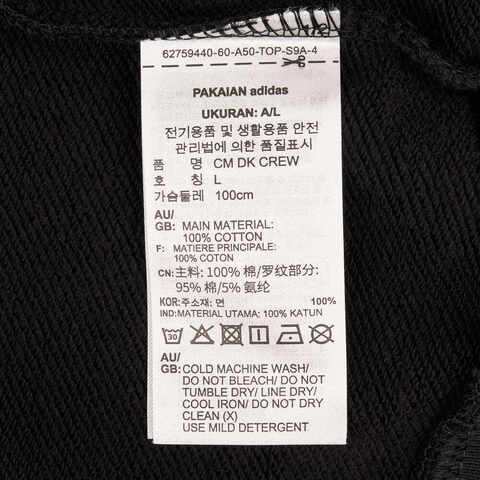 62759440-60-A50-TOP-S9A-4
PAKAIAN adidas
UKURAN: A/L
전기용품 및 생활용품 안전
관리법에 의한 품질표시
품 명 CM DK CREW
호 칭 L
가슴둘레 100cm
AU/
GB: MAIN MATERIAL:
100% COTTON
F: MATIERE PRINCIPALE:
100% COTON
CN: 主料: 100% 棉/罗纹部分:
95% 棉/5% 氨纶
KOR:주소재: 면 100%
IND:MATERIAL UTAMA: 100% KATUN
30
AU/
GB: COLD MACHINE WASH/
DO NOT BLEACH/ DO NOT
TUMBLE DRY/ LINE DRY/
COOL IRON/ DO NOT DRY
CLEAN (X)
USE MILD DETERGENT